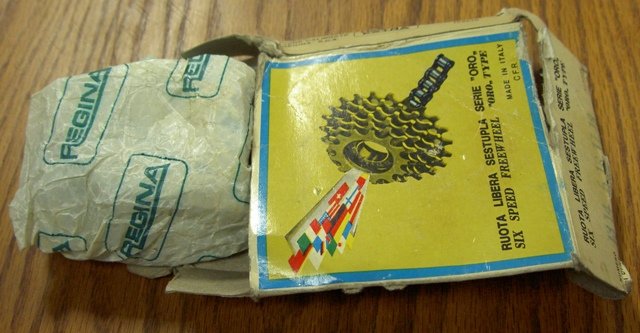 REGINA
REGINA
REGINA
RUOTA LIBERA SESTUPLA SERIE "ORO"
SIX SPEED FREEWHEEL "ORO" TYPE
MADE IN ITALY
C.F.R.
RUOTA LIBERA SESTUPLA SERIE "ORO"
SIX SPEED FREEWHEEL "ORO" TYPE